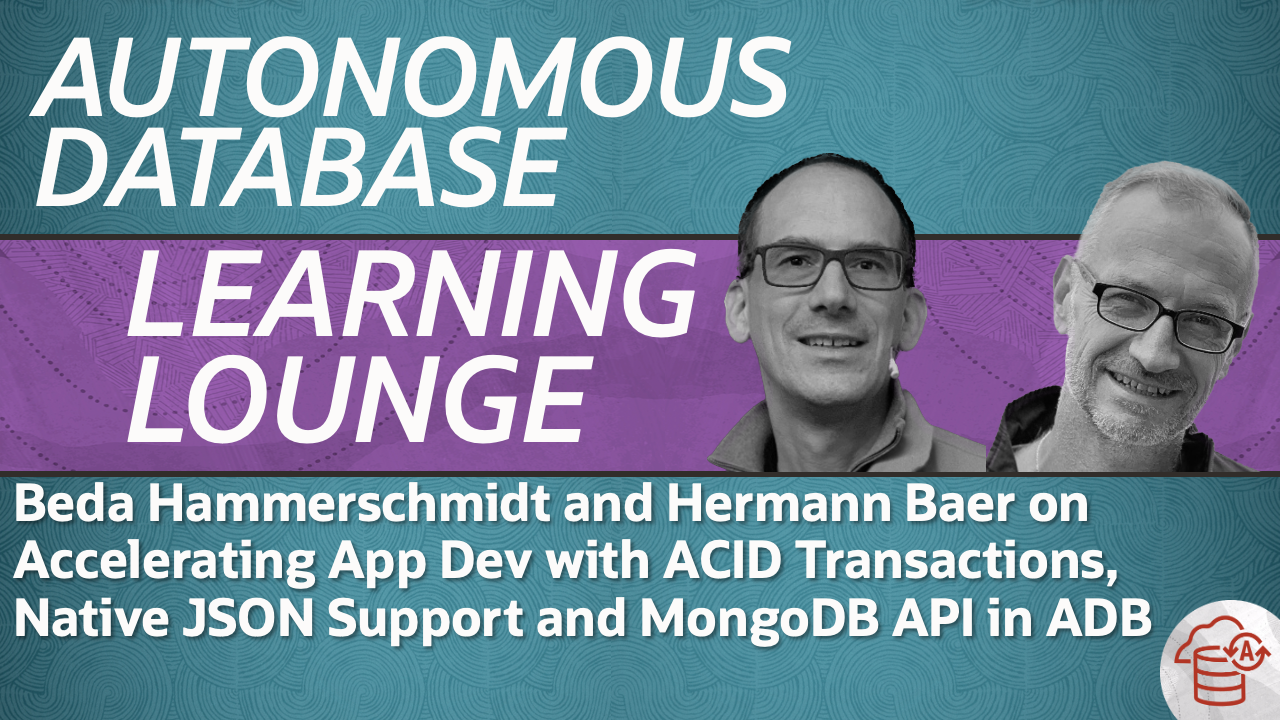 AUTONOMOUS
DATABASE
LEARNING
LOUNGE
Beda Hammerschmidt and Hermann Baer on
Accelerating App Dev with ACID Transactions,
Native JSON Support and MongoDB API in ADB
A